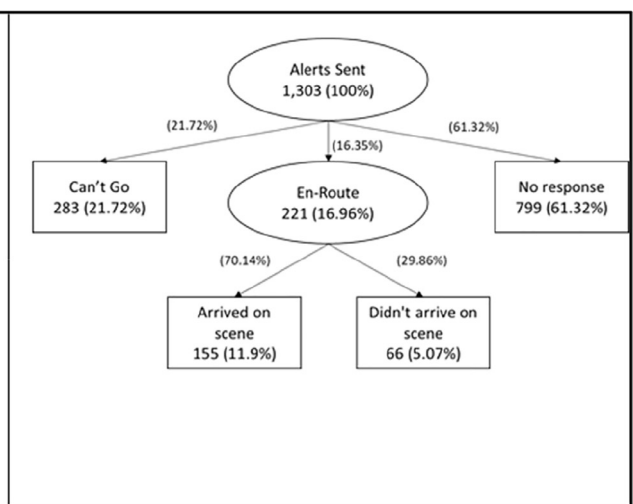 Alerts Sent
1,303 (100%)
(21.72%)
(16.35%)
(61.32%)
Can't Go
283 (21.72%)
En-Route
221 (16.96%)
No response
799 (61.32%)
(70.14%)
(29.86%)
Arrived on
scene
155 (11.9%)
Didn't arrive on
scene
66 (5.07%)